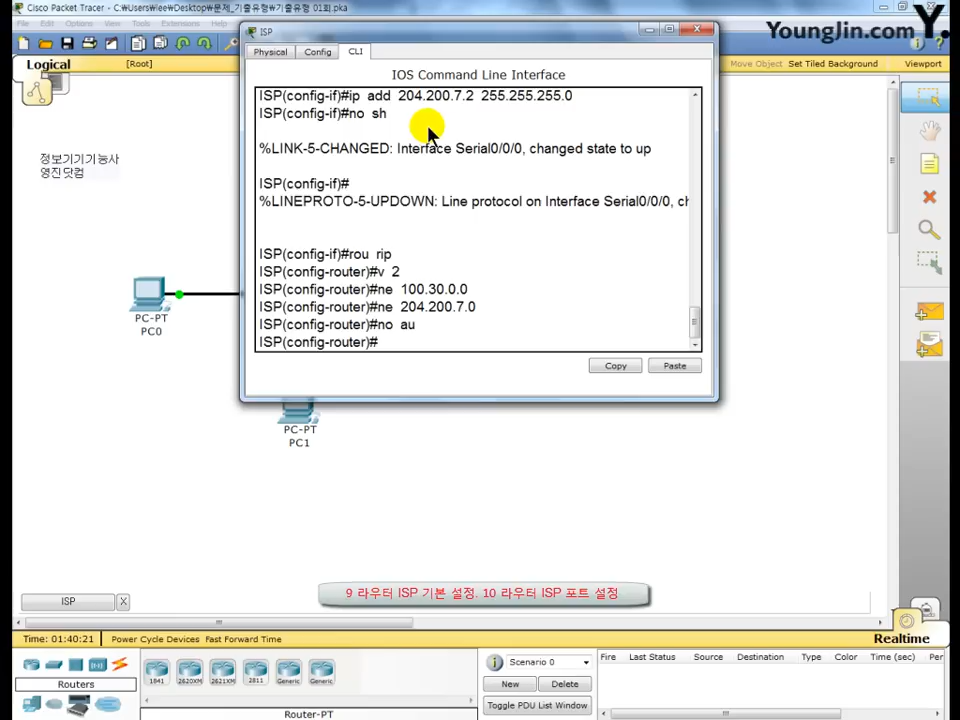 Cisco Packet Tracer - C:₩Users₩lee₩Desktop₩문제_기출유형₩기출유형 01회.pka
YoungJin.com Y.
File Edit Options View Tools Extensions Help
Logical
[Root]
Move Object
Set Tiled Background
Viewport
ISP
Physical
Config
CLI
IOS Command Line Interface
ISP(config-if)#ip add 204.200.7.2 255.255.255.0
ISP(config-if)#no sh
%LINK-5-CHANGED: Interface Serial0/0/0, changed state to up
ISP(config-if)#
%LINEPROTO-5-UPDOWN: Line protocol on Interface Serial0/0/0, ch
ISP(config-if)#rou rip
ISP(config-router)#v 2
ISP(config-router)#ne 100.30.0.0
ISP(config-router)#ne 204.200.7.0
ISP(config-router)#no au
ISP(config-router)#
Copy
Paste
정보기기기능사
영진닷컴
PC-PT
PC0
PC-PT
PC1
9 라우터 ISP 기본 설정. 10 라우터 ISP 포트 설정
ISP
X
Time: 01:40:21
Power Cycle Devices Fast Forward Time
Realtime
Routers
1841
2620XM
2621XM
2811
Generic
Generic
Router-PT
Scenario 0
New
Delete
Toggle PDU List Window
Fire
Last Status
Source
Destination
Type
Color
Time (sec)
Per